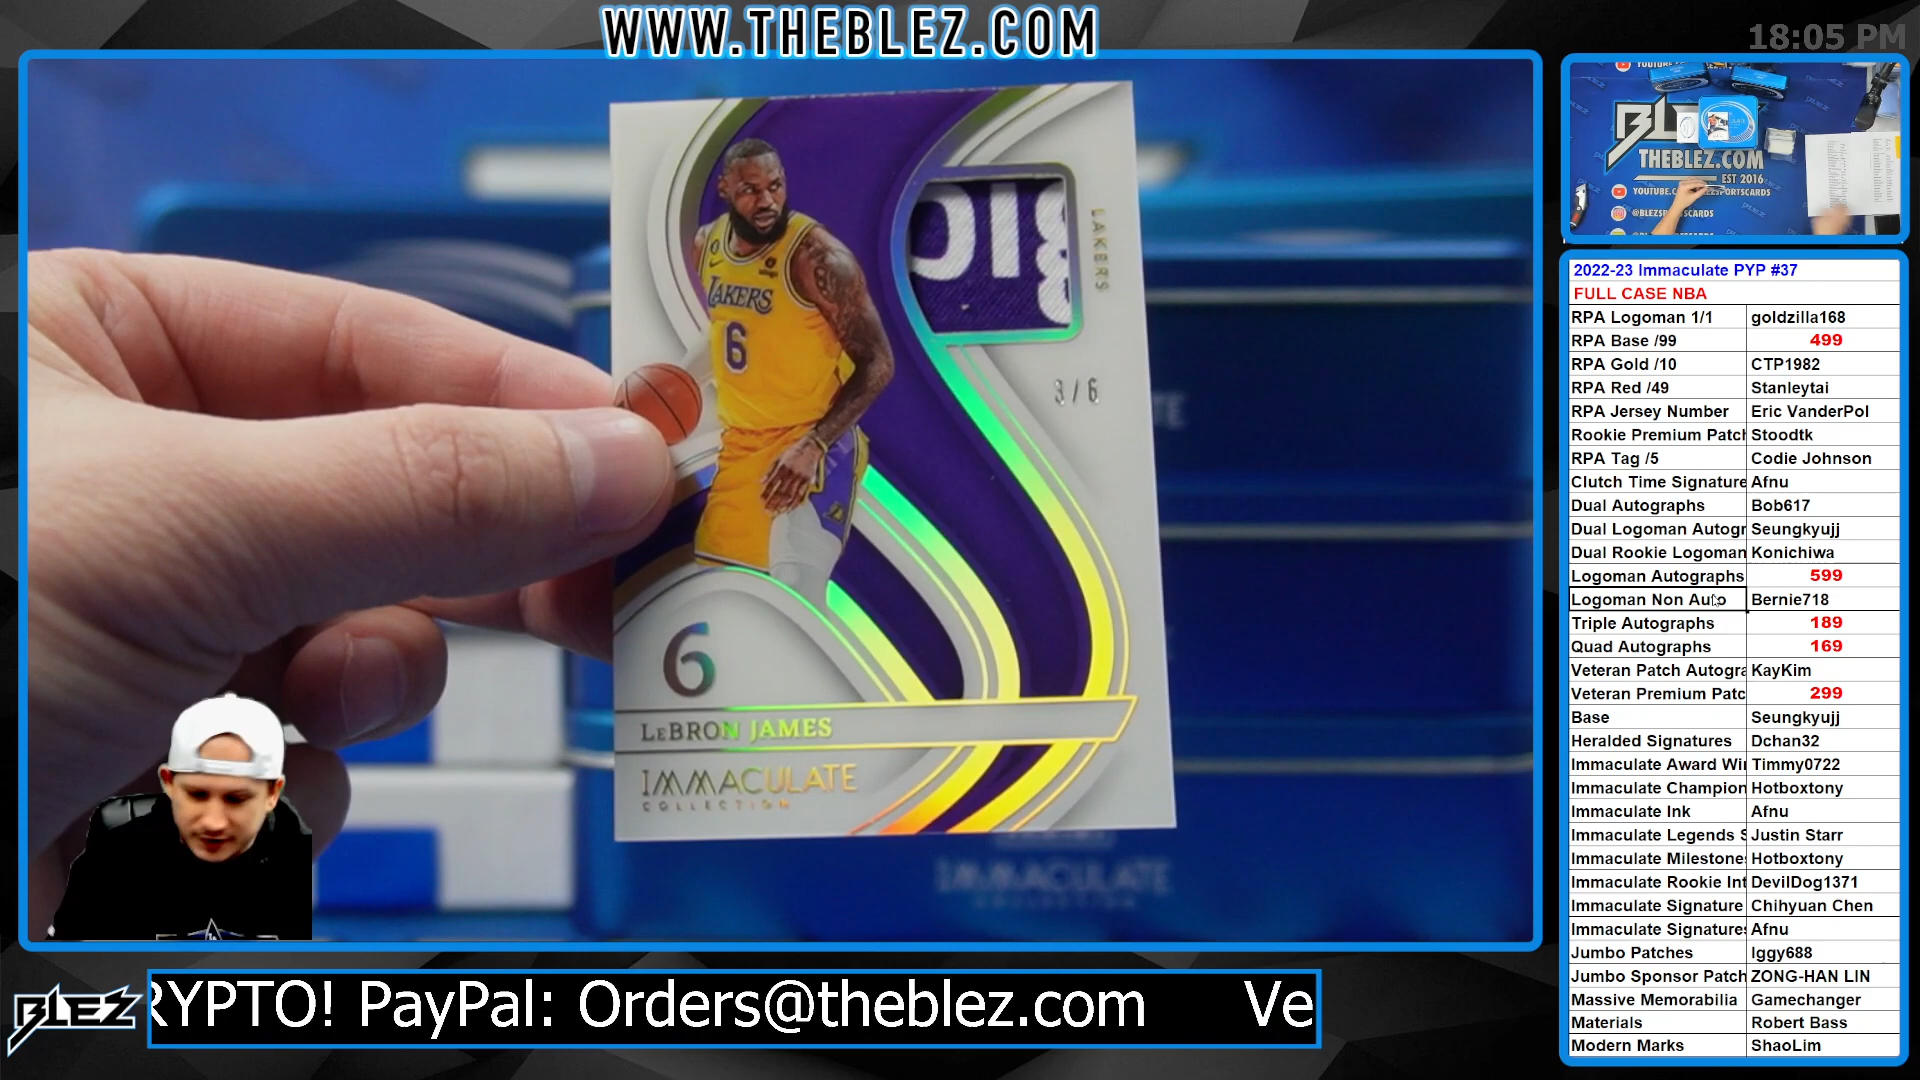 WWW.THEBLEZ.COM
18:05 PM
LAKERS
6
LAKERS
3/6
6
LEBRON JAMES
IMMACULATE
COLLECTION
IMMACULATE
BLEZ
THEBLEZ.COM
EST 2016
@BLEZSPORTSCARDS
2022-23 Immaculate PYP #37
FULL CASE NBA
RPA Logoman 1/1 goldzilla168
RPA Base /99 499
RPA Gold /10 CTP1982
RPA Red /49 Stanleytai
RPA Jersey Number Eric VanderPol
Rookie Premium Patch Stoodtk
RPA Tag /5 Codie Johnson
Clutch Time Signature Afnu
Dual Autographs Bob617
Dual Logoman Autogr Seungkyujj
Dual Rookie Logoman Konichiwa
Logoman Autographs 599
Logoman Non Auto Bernie718
Triple Autographs 189
Quad Autographs 169
Veteran Patch Autogra KayKim
Veteran Premium Patc 299
Base Seungkyujj
Heralded Signatures Dchan32
Immaculate Award Wi Timmy0722
Immaculate Champion Hotboxtony
Immaculate Ink Afnu
Immaculate Legends S Justin Starr
Immaculate Milestone Hotboxtony
Immaculate Rookie Int DevilDog1371
Immaculate Signature Chihyuan Chen
Immaculate Signatures Afnu
Jumbo Patches Iggy688
Jumbo Sponsor Patch ZONG-HAN LIN
Massive Memorabilia Gamechanger
Materials Robert Bass
Modern Marks ShaoLim
BLEZ
RYPTO! PayPal: Orders@theblez.com Ve